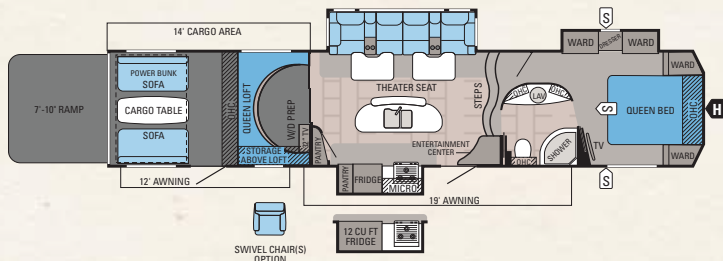 14' CARGO AREA
7'-10" RAMP
POWER BUNK
SOFA
CARGO TABLE
SOFA
OHC
QUEEN LOFT
W/D PREP
32" TV
STORAGE
ABOVE LOFT
PANTRY
THEATER SEAT
STEPS
ENTERTAINMENT
CENTER
PANTRY
FRIDGE
MICRO
OHC
LAV
OHC
OHC
SHOWER
TV
S
WARD
DRESSER
WARD
WARD
S
QUEEN BED
OHC
H
WARD
S
12' AWNING
19' AWNING
SWIVEL CHAIR(S)
OPTION
12 CU FT
FRIDGE